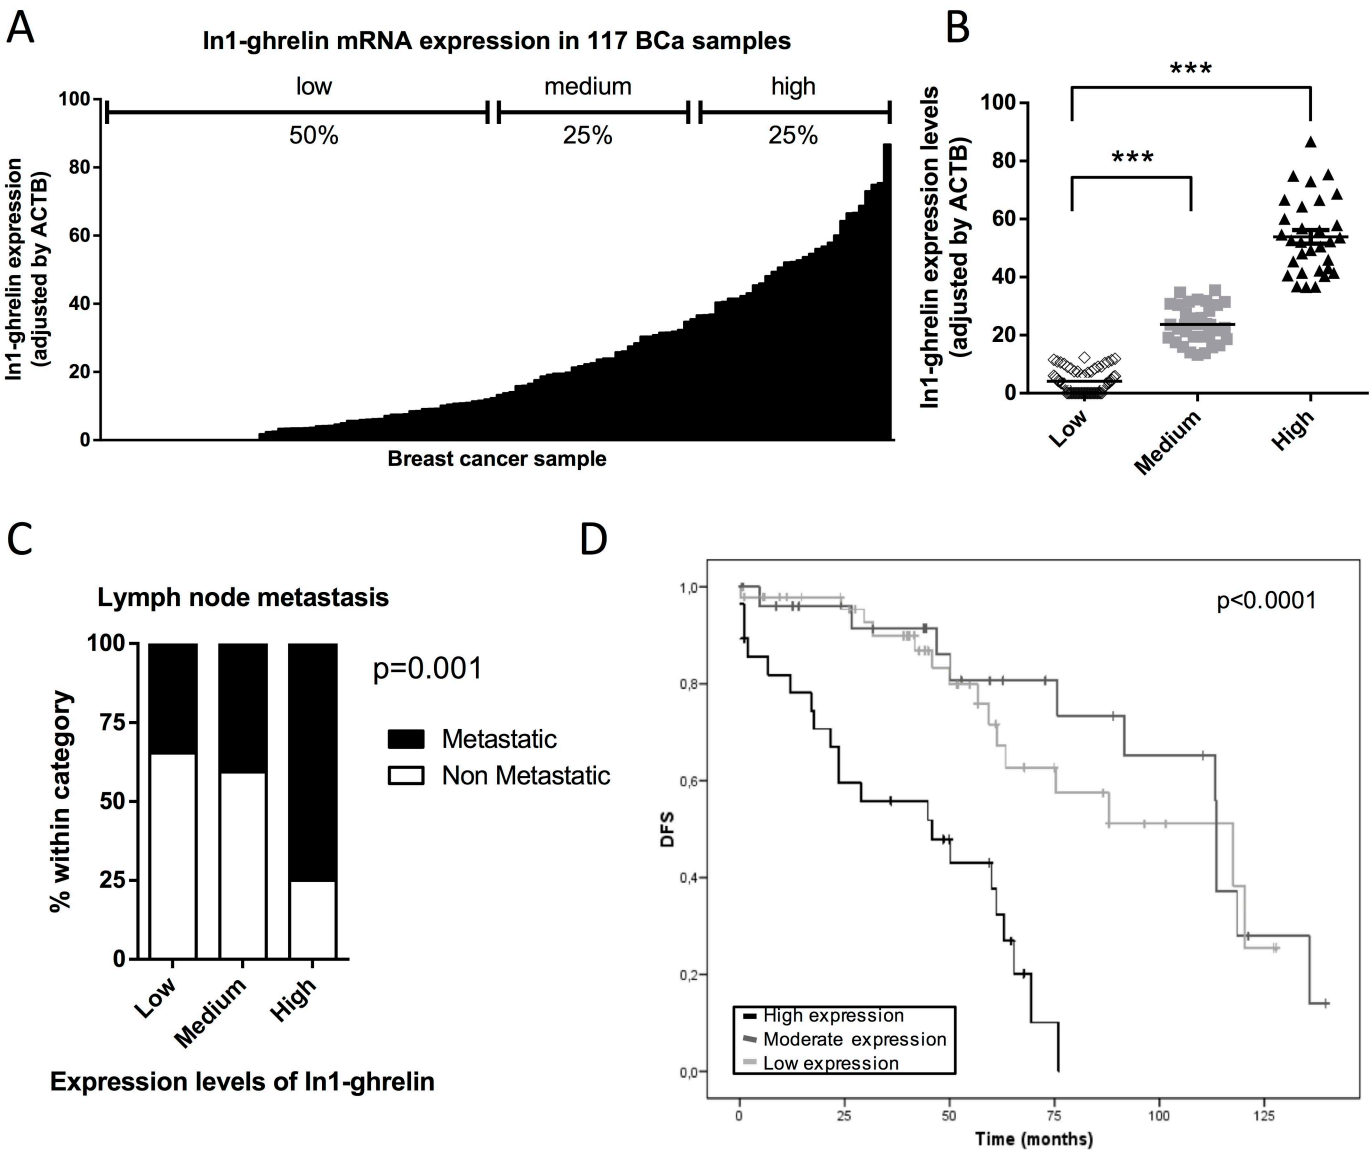 A
In1-ghrelin mRNA expression in 117 BCa samples
low medium high
50% 25% 25%
In1-ghrelin expression
(adjusted by ACTB)
100
80
60
40
20
0
Breast cancer sample
B
***
***
In1-ghrelin expression levels
(adjusted by ACTB)
100
80
60
40
20
0
Low Medium High
C
Lymph node metastasis
p=0.001
Metastatic
Non Metastatic
% within category
100
75
50
25
0
Low Medium High
Expression levels of In1-ghrelin
D
p<0.0001
DFS
1,0
0,8
0,6
0,4
0,2
0,0
High expression
Moderate expression
Low expression
0 25 50 75 100 125
Time (months)